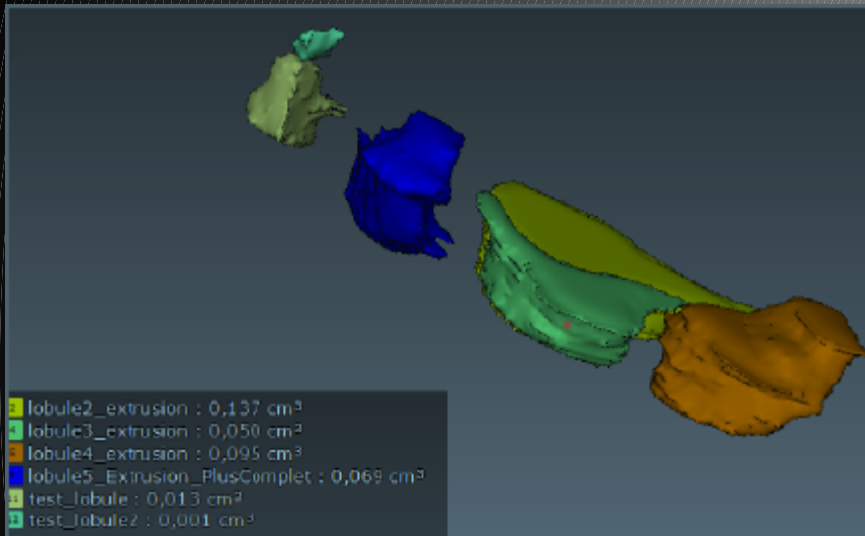 lobule2_extrusion : 0,137 cm³
lobule3_extrusion : 0,050 cm³
lobule4_extrusion : 0,095 cm³
lobule5_Extrusion_PlusComplet : 0,069 cm³
test_lobule : 0,013 cm³
test_lobule2 : 0,001 cm³